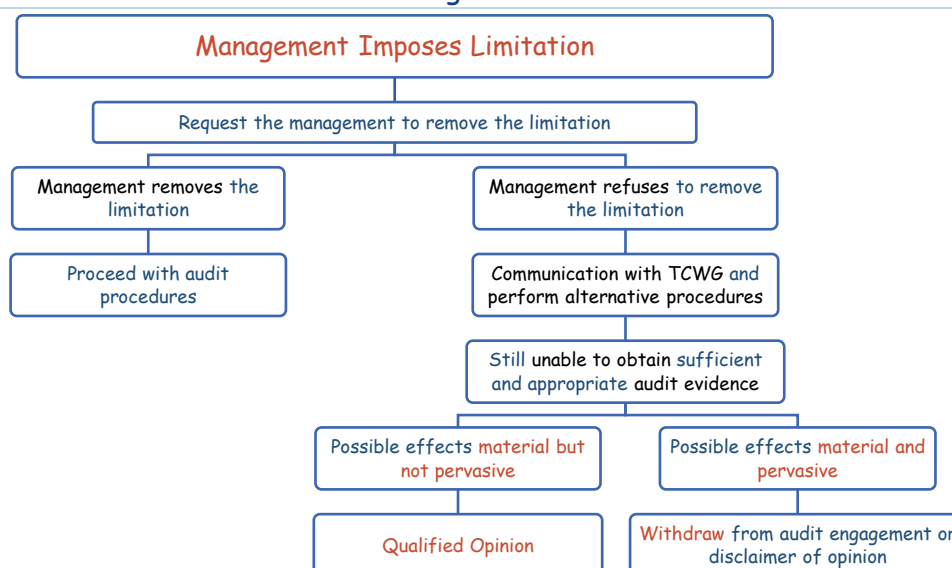 Management Imposes Limitation
Request the management to remove the limitation
Management removes the
limitation
Management refuses to remove
the limitation
Proceed with audit
procedures
Communication with TCWG and
perform alternative procedures
Still unable to obtain sufficient
and appropriate audit evidence
Possible effects material but
not pervasive
Possible effects material and
pervasive
Qualified Opinion
Withdraw from audit engagement or
disclaimer of opinion